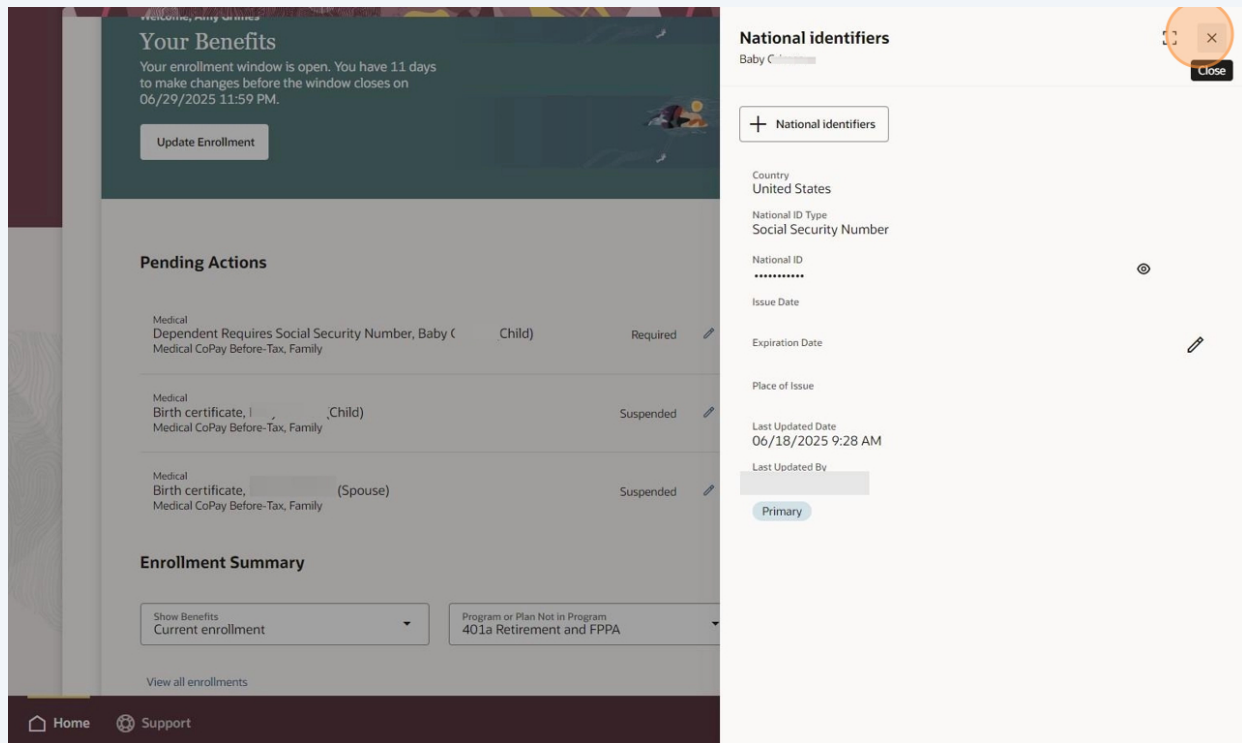 Welcome, Amy Grimes
Your Benefits
Your enrollment window is open. You have 11 days
to make changes before the window closes on
06/29/2025 11:59 PM.
Update Enrollment
Pending Actions
Medical
Dependent Requires Social Security Number, Baby Child)
Required
Medical CoPay Before-Tax, Family
Medical
Birth certificate, Child)
Suspended
Medical CoPay Before-Tax, Family
Medical
Birth certificate, (Spouse)
Suspended
Medical CoPay Before-Tax, Family
Enrollment Summary
Show Benefits
Current enrollment
Program or Plan Not in Program
401a Retirement and FPPA
View all enrollments
Home
Support
National identifiers
Baby
Close
National identifiers
Country
United States
National ID Type
Social Security Number
National ID
•••••••••••
Issue Date
Expiration Date
Place of Issue
Last Updated Date
06/18/2025 9:28 AM
Last Updated By
Primary